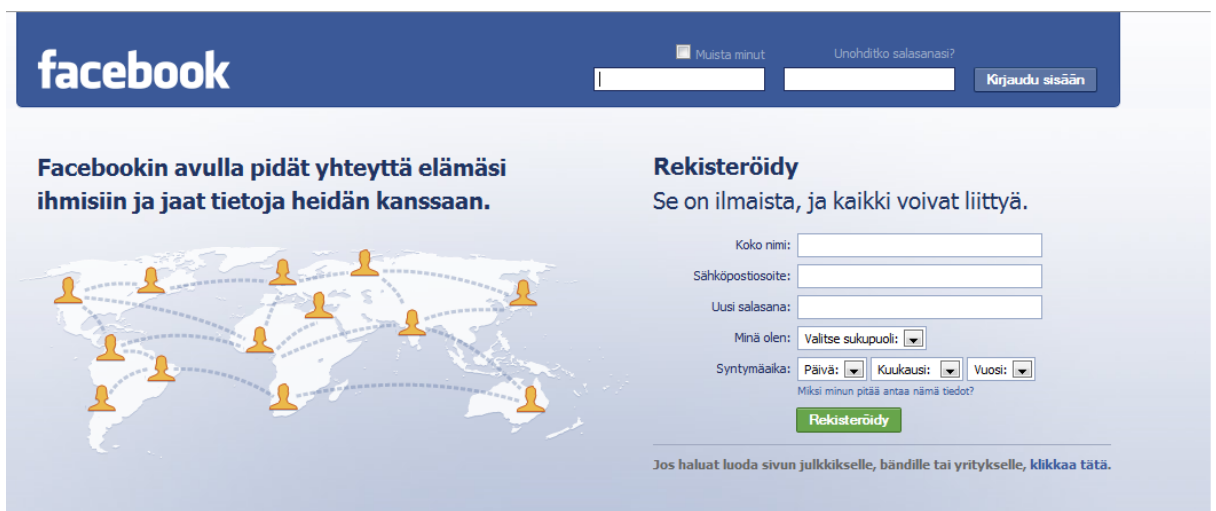 facebook
Muista minut
Unohditko salasanasi?
Kirjaudu sisään
Facebookin avulla pidät yhteyttä elämäsi
ihmisiin ja jaat tietoja heidän kanssaan.
Rekisteröidy
Se on ilmaista, ja kaikki voivat liittyä.
Koko nimi:
Sähköpostiosoite:
Uusi salasana:
Minä olen: Valitse sukupuoli:
Syntymäaika: Päivä: Kuukausi: Vuosi:
Miksi minun pitää antaa nämä tiedot?
Rekisteröidy
Jos haluat luoda sivun julkkikselle, bändille tai yritykselle, klikkaa tätä.